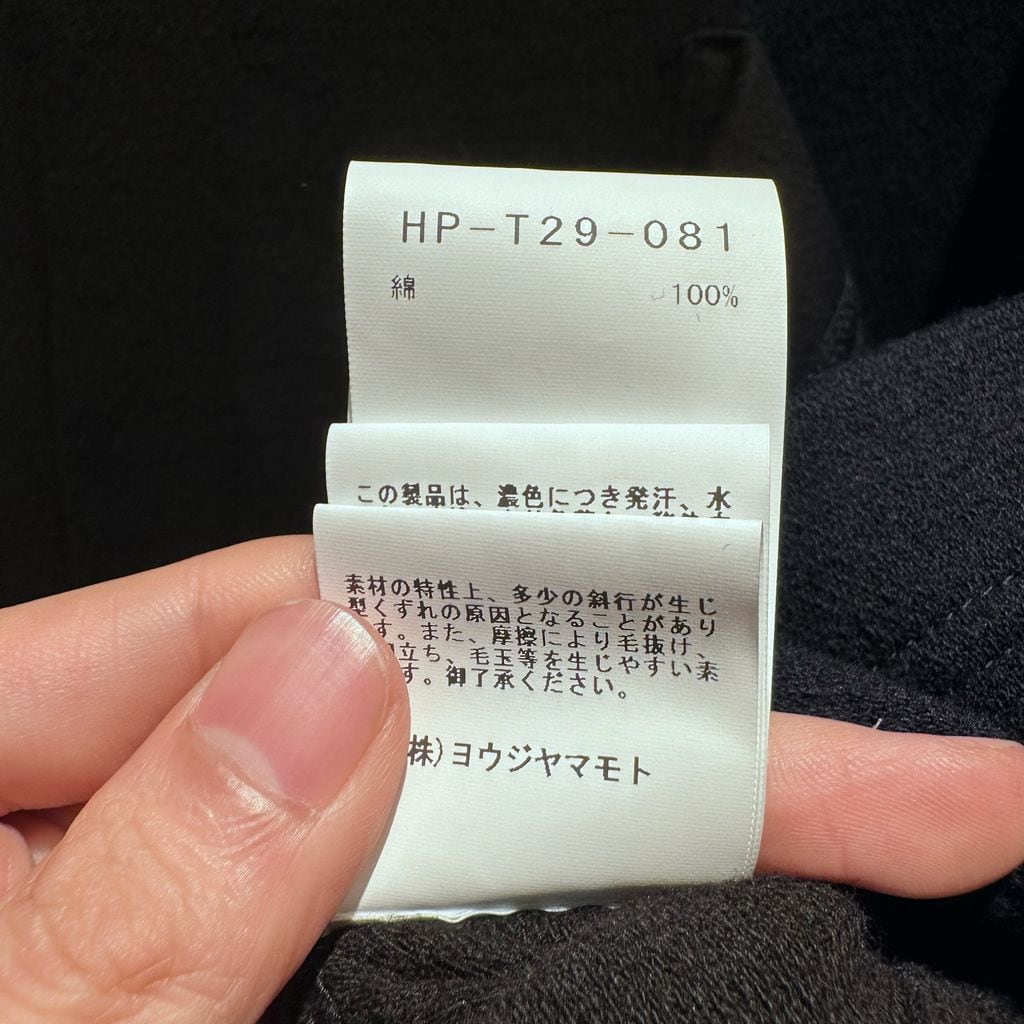 HP-T29-081
綿 100%
この製品は、濃色につき発汗、水
素材の特性上、多少の斜行が生じ
型くずれの原因となることがあり
す。また、摩擦により毛抜け、
立ち、毛玉等を生じやすい素
す。御了承ください。
株)ヨウジヤマモト